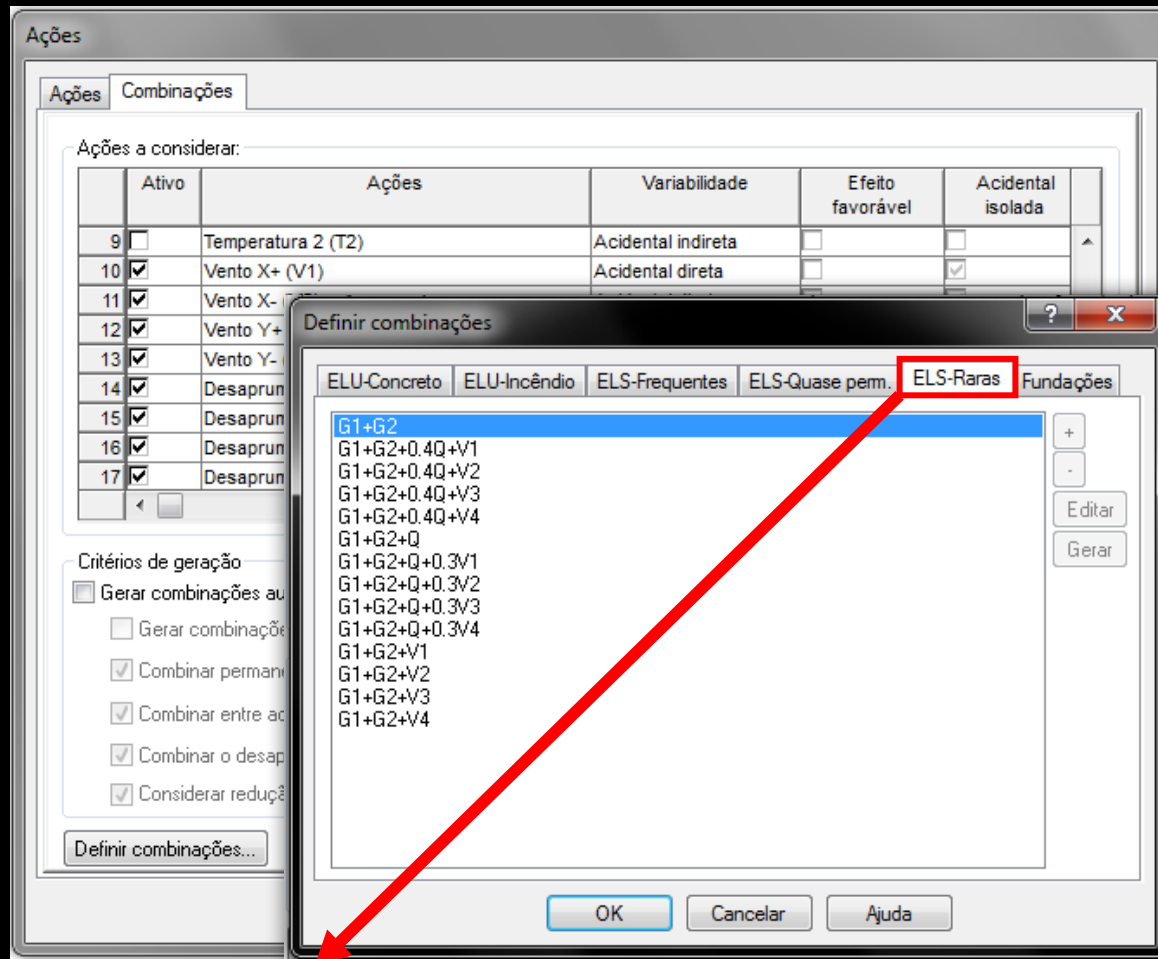 Ações
Ações Combinações
Ações a considerar:
Ativo Ações Variabilidade Efeito favorável Acidental isolada
9 Temperatura 2 (T2) Acidental indireta
10 Vento X+ (V1) Acidental direta
11 Vento X-
12 Vento Y+
13 Vento Y-
14 Desaprum
15 Desaprum
16 Desaprum
17 Desaprum
Critérios de geração
Gerar combinações au
Gerar combinaçõe
Combinar perman
Combinar entre ac
Combinar o desap
Considerar reduçã
Definir combinações...
Definir combinações
ELU-Concreto ELU-Incêndio ELS-Frequentes ELS-Quase perm. ELS-Raras Fundações
G1+G2
G1+G2+0.4Q+V1
G1+G2+0.4Q+V2
G1+G2+0.4Q+V3
G1+G2+0.4Q+V4
G1+G2+Q
G1+G2+Q+0.3V1
G1+G2+Q+0.3V2
G1+G2+Q+0.3V3
G1+G2+Q+0.3V4
G1+G2+V1
G1+G2+V2
G1+G2+V3
G1+G2+V4
+
-
Editar
Gerar
OK Cancelar Ajuda